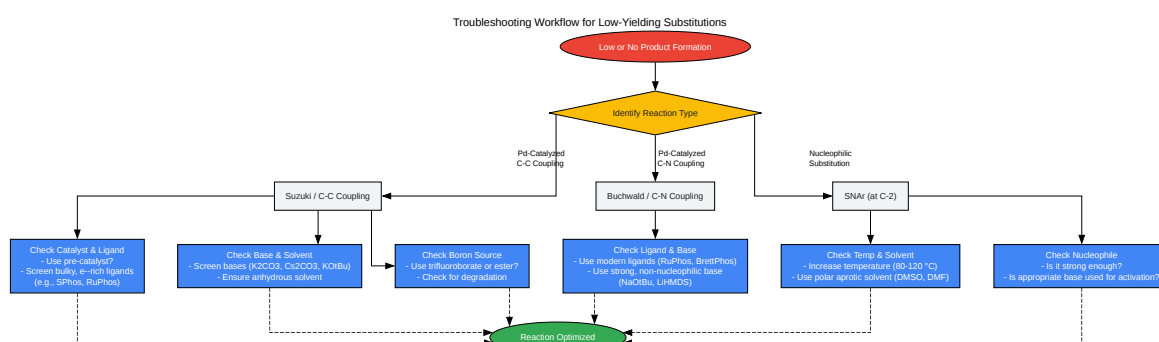 Troubleshooting Workflow for Low-Yielding Substitutions
Low or No Product Formation
Identify Reaction Type
Pd-Catalyzed
C-C Coupling
Pd-Catalyzed
C-N Coupling
Nucleophilic
Substitution
Suzuki / C-C Coupling
Buchwald / C-N Coupling
SNAr (at C-2)
Check Catalyst & Ligand
- Use pre-catalyst?
- Screen bulky, e--rich ligands
(e.g., SPhos, RuPhos)
Check Base & Solvent
- Screen bases (K2CO3, Cs2CO3, KOtBu)
- Ensure anhydrous solvent
Check Boron Source
- Use trifluoroborate or ester?
- Check for degradation
Check Ligand & Base
- Use modern ligands (RuPhos, BrettPhos)
- Use strong, non-nucleophilic base
(NaOtBu, LiHMDS)
Check Temp & Solvent
- Increase temperature (80-120 °C)
- Use polar aprotic solvent (DMSO, DMF)
Check Nucleophile
- Is it strong enough?
- Is appropriate base used for activation?
Reaction Optimized